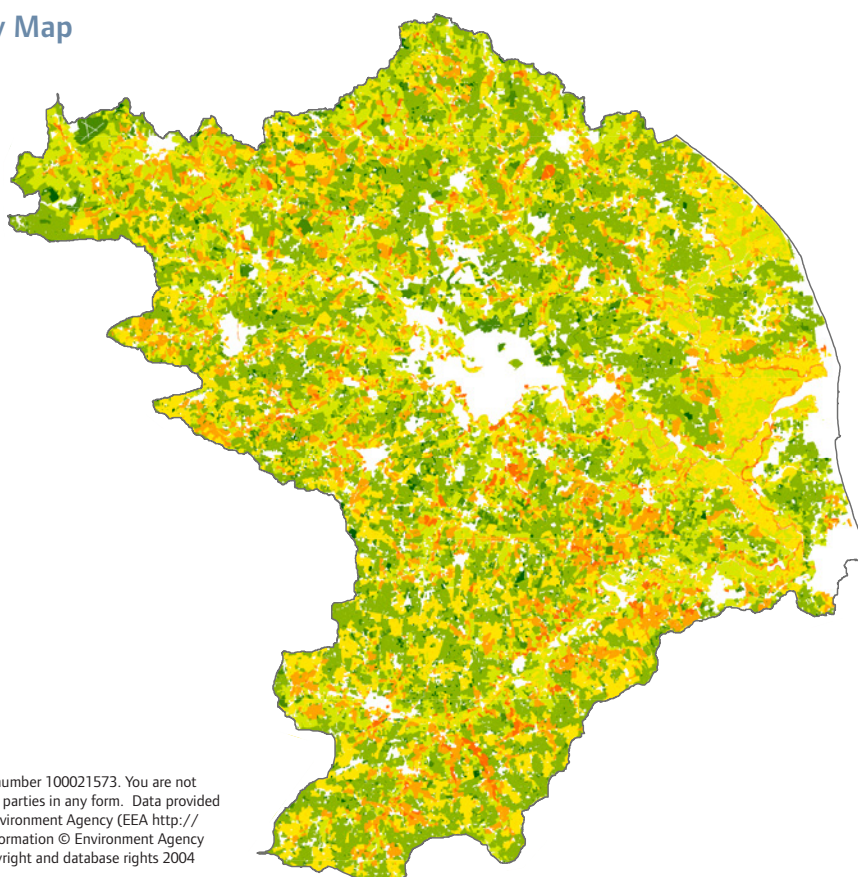 Map
number 100021573. You are not
parties in any form. Data provided
vironment Agency (EEA http://
ormation © Environment Agency
yright and database rights 2004